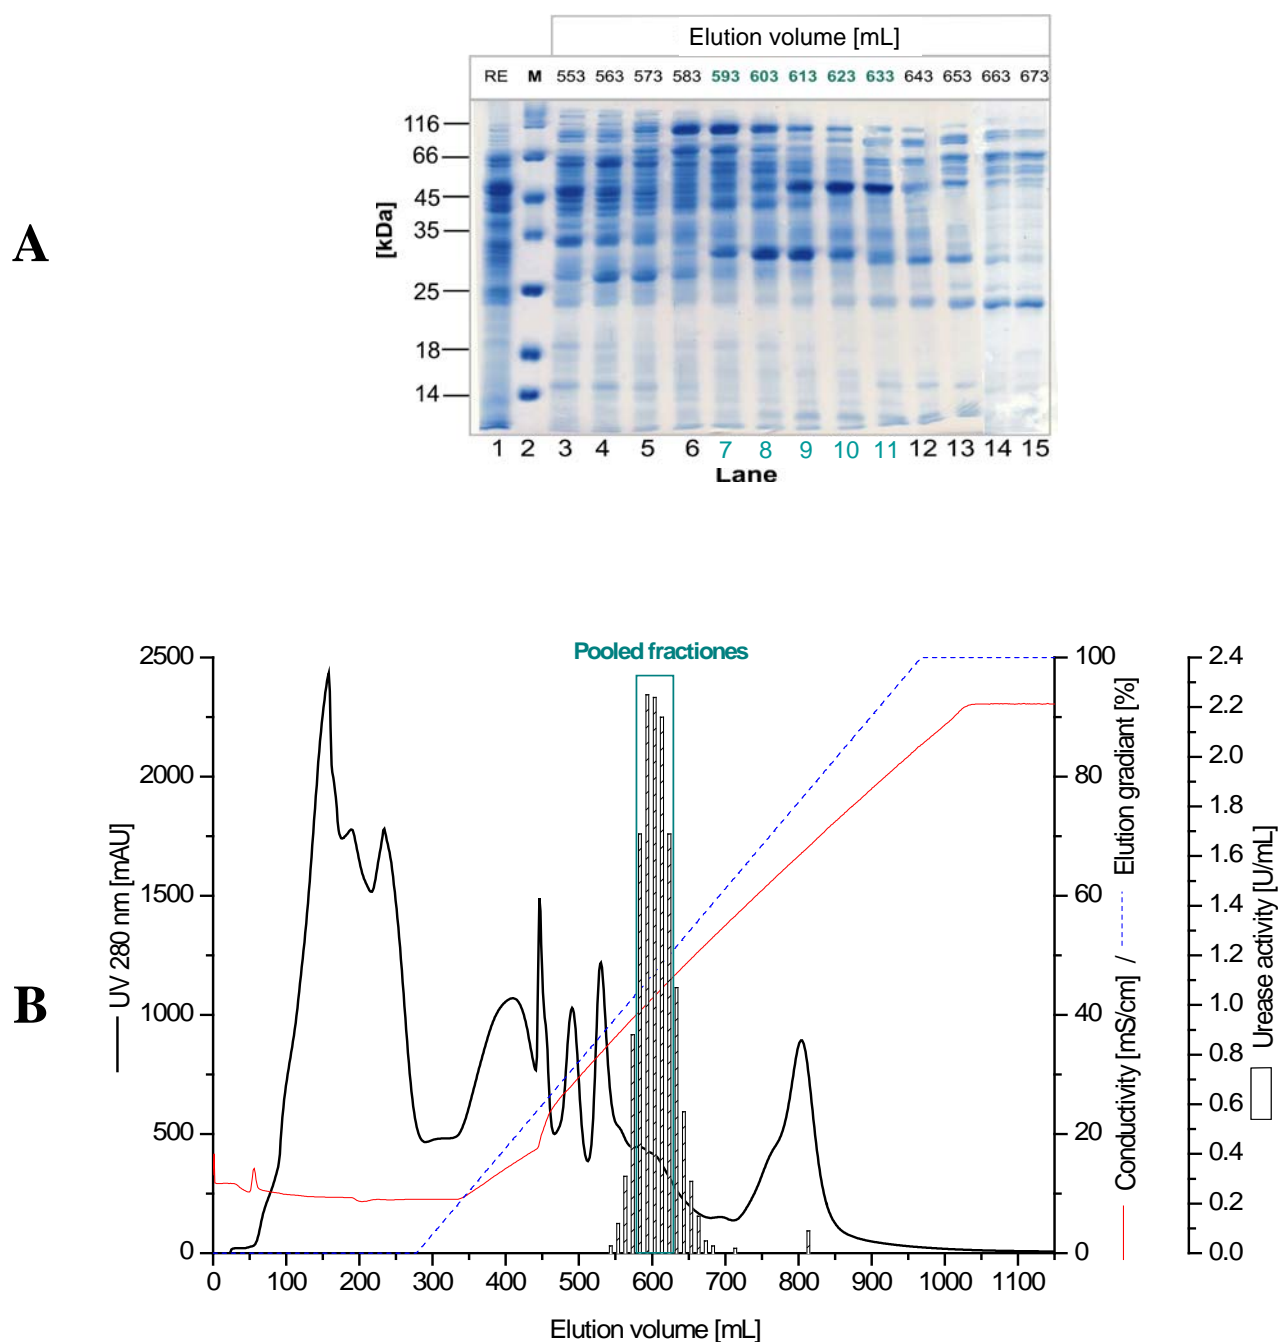 Elution volume [mL]
RE M 553 563 573 583 593 603 613 623 633 643 653 663 673
116
66
45
35
25
18
14
[kDa]
A
1 2 3 4 5 6 7 8 9 10 11 12 13 14 15
Lane
Pooled fractiones
2500
2000
1500
1000
500
0
UV 280 nm [mAU]
B
100
80
60
40
20
0
Conductivity [mS/cm] / Elution gradiant [%]
2.4
2.2
2.0
1.8
1.6
1.4
1.2
1.0
0.8
0.6
0.4
0.2
0.0
Urease activity [U/mL]
0 100 200 300 400 500 600 700 800 900 1000 1100
Elution volume [mL]